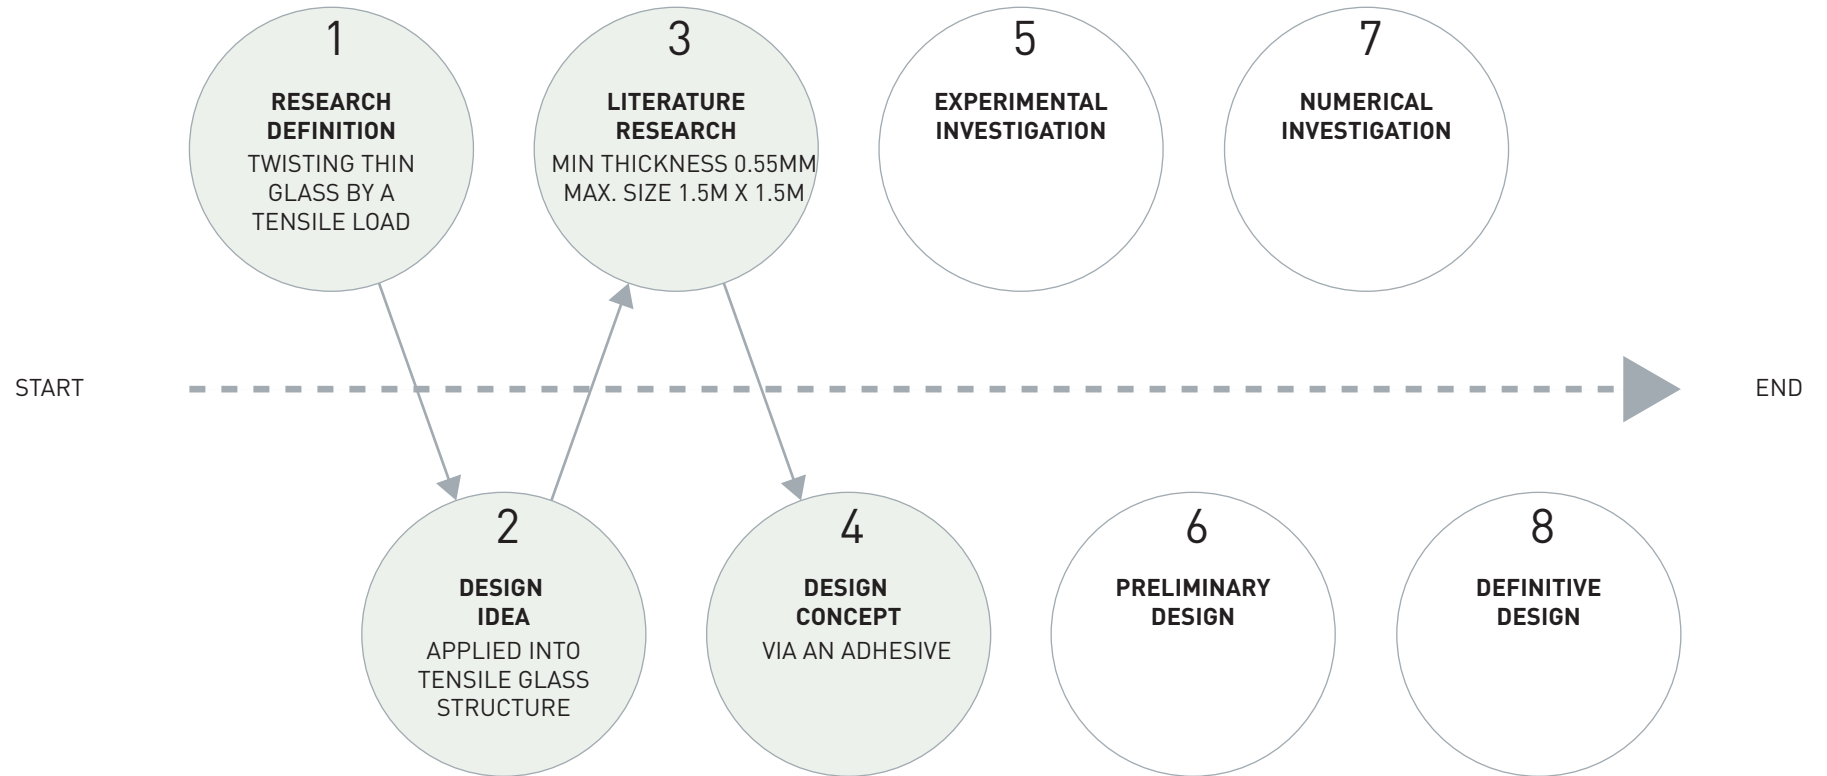 1
RESEARCH
DEFINITION
TWISTING THIN
GLASS BY A
TENSILE LOAD
3
LITERATURE
RESEARCH
MIN THICKNESS 0.55MM
MAX. SIZE 1.5M X 1.5M
5
EXPERIMENTAL
INVESTIGATION
7
NUMERICAL
INVESTIGATION
START
END
2
DESIGN
IDEA
APPLIED INTO
TENSILE GLASS
STRUCTURE
4
DESIGN
CONCEPT
VIA AN ADHESIVE
6
PRELIMINARY
DESIGN
8
DEFINITIVE
DESIGN